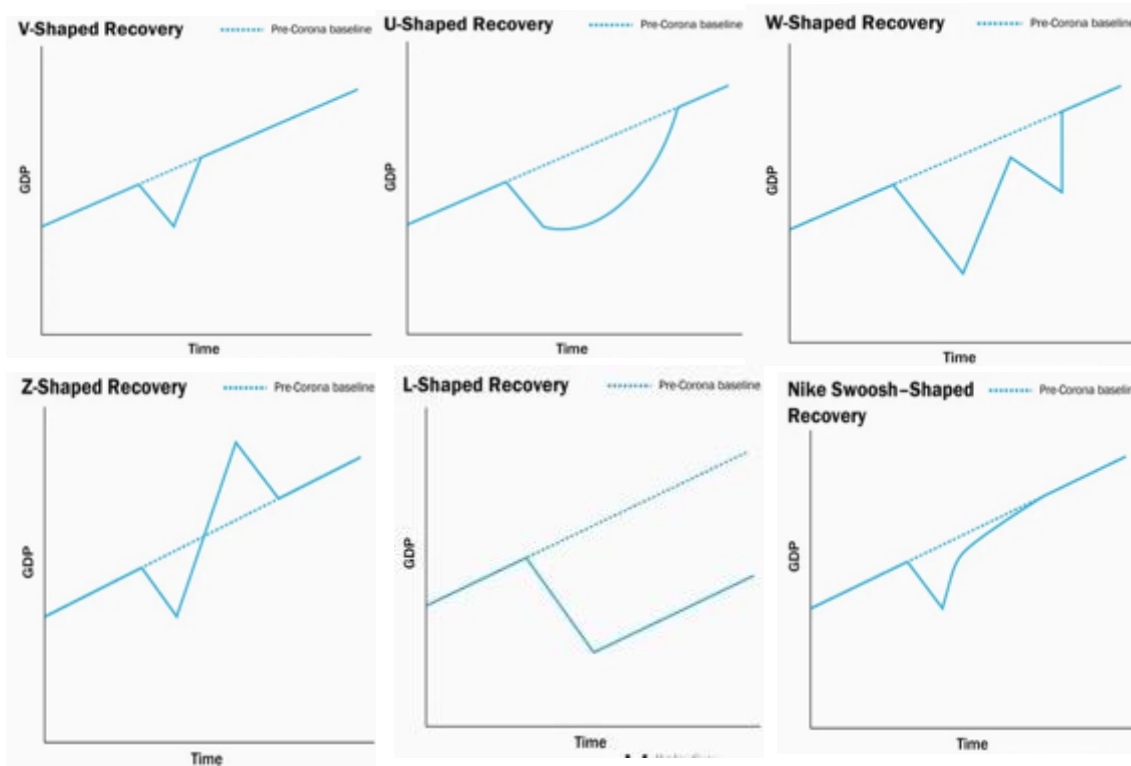 V-Shaped Recovery
Pre-Corona baseline
GDP
Time
U-Shaped Recovery
Pre-Corona baseline
GDP
Time
W-Shaped Recovery
Pre-Corona baseline
GDP
Time
Z-Shaped Recovery
Pre-Corona baseline
GDP
Time
L-Shaped Recovery
Pre-Corona baseline
GDP
Time
Nike Swoosh–Shaped
Recovery
Pre-Corona baseline
GDP
Time